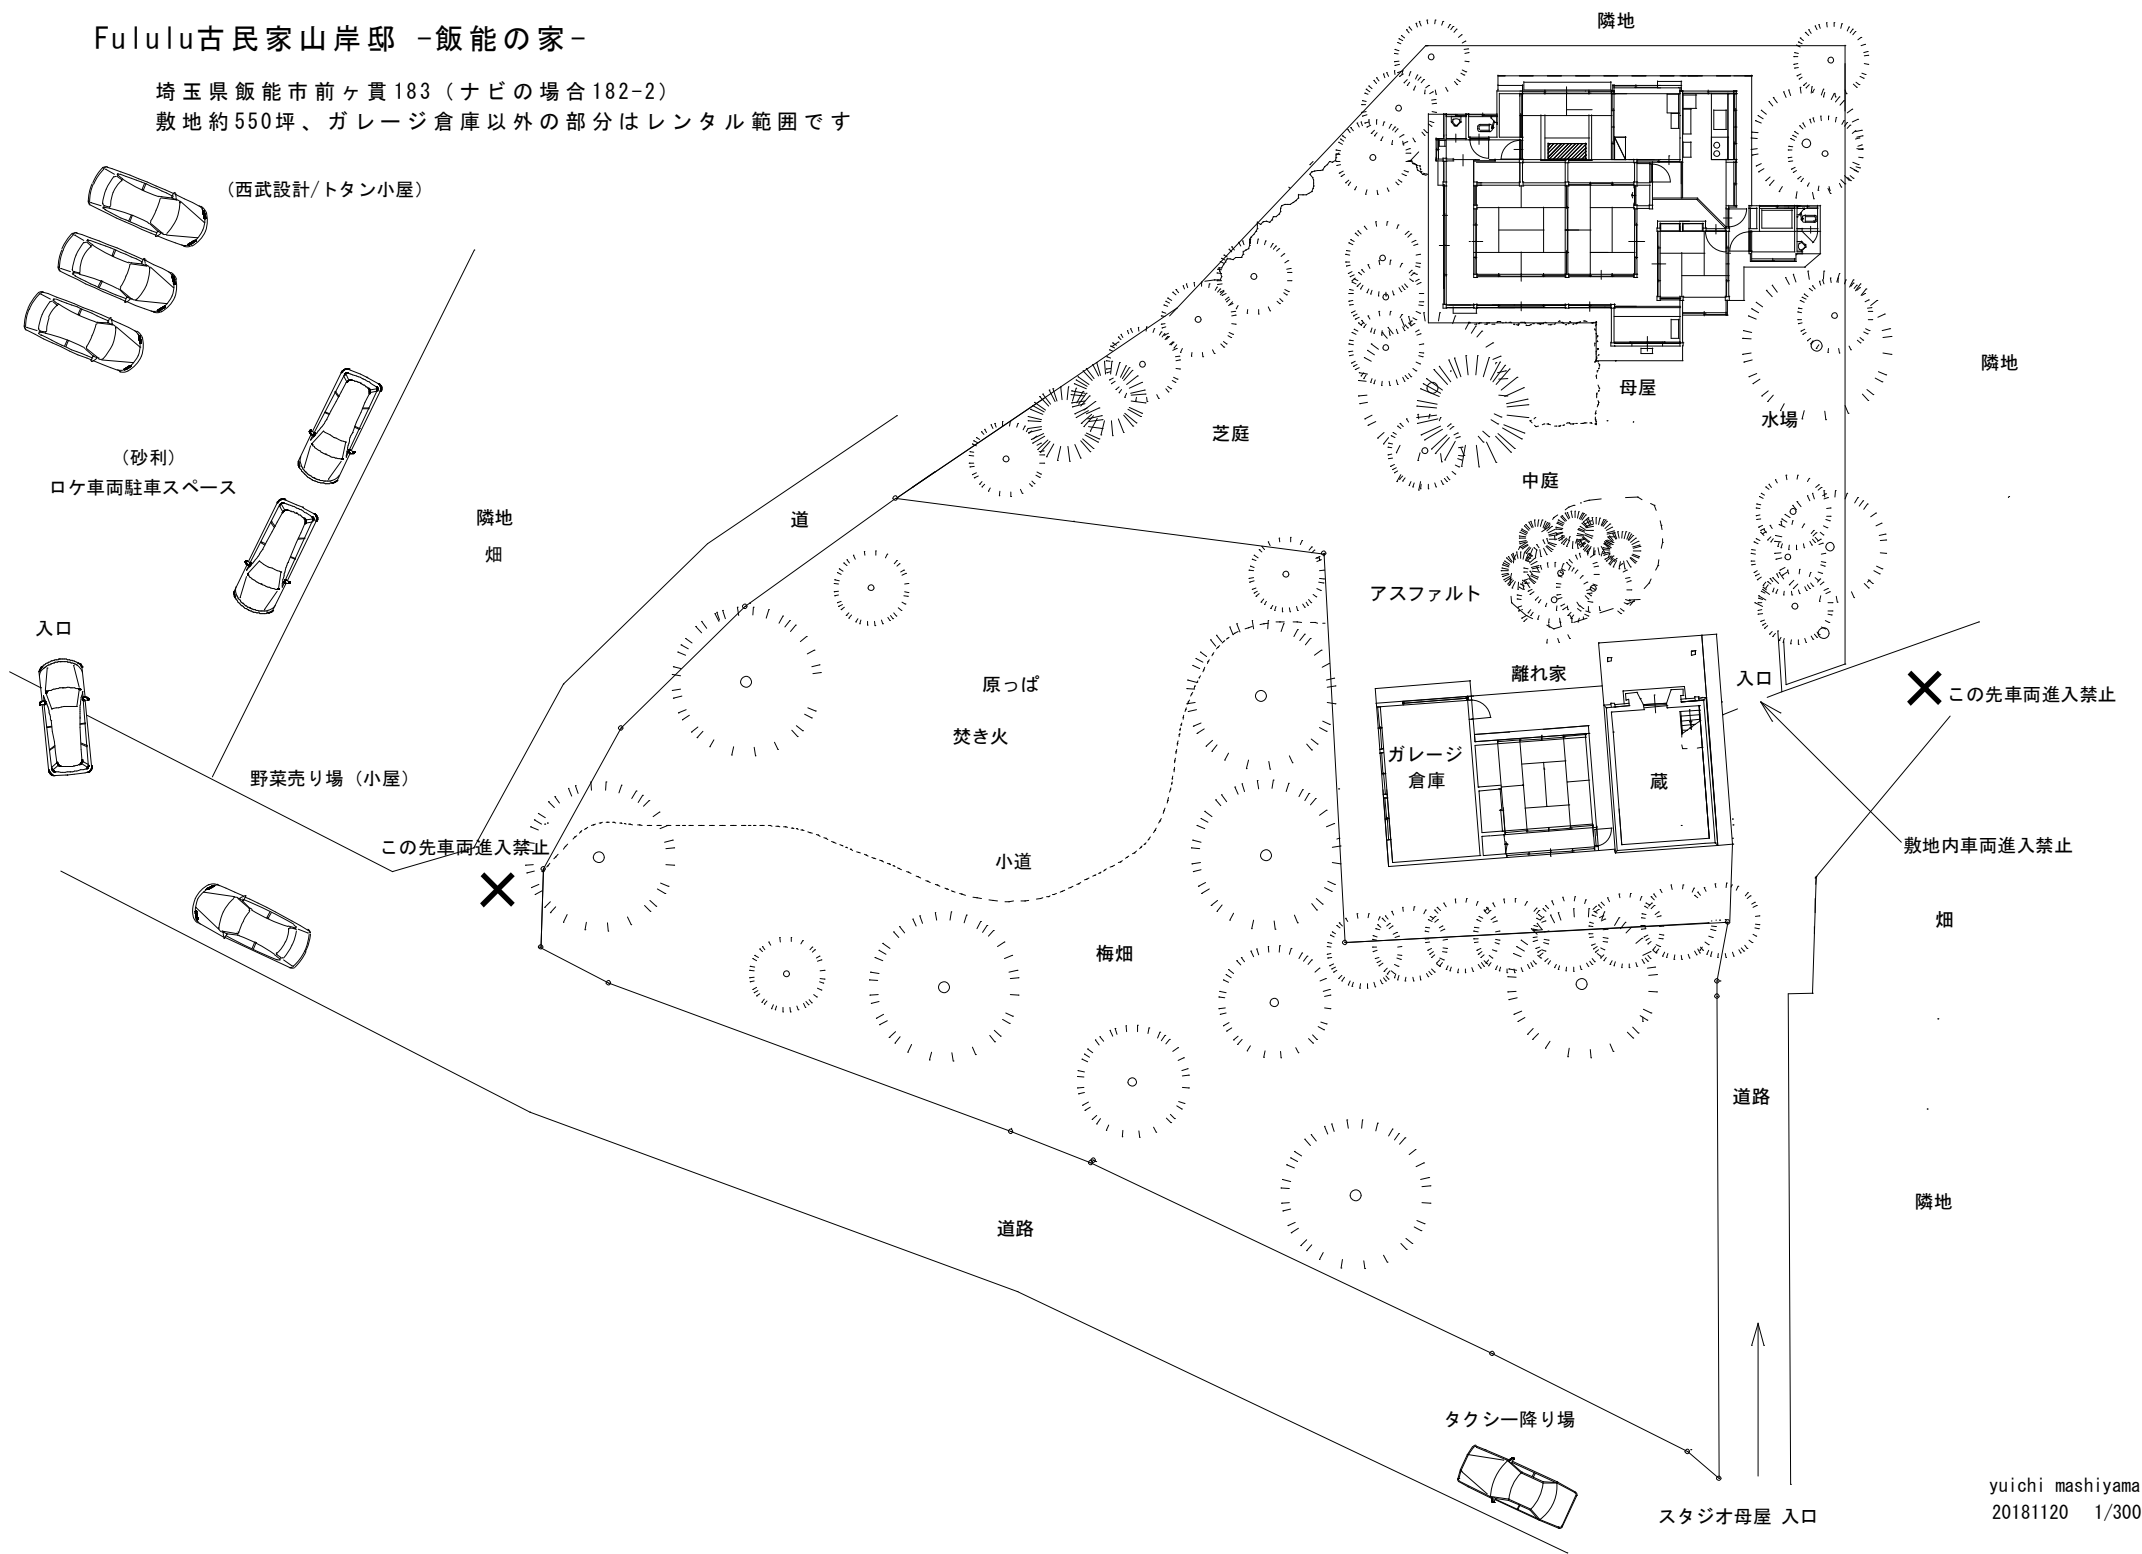 Fululu古民家山岸邸 -飯能の家-
埼玉県飯能市前ヶ貫183（ナビの場合182-2）
敷地約550坪、ガレージ倉庫以外の部分はレンタル範囲です
隣地
（西武設計/トタン小屋）
隣地
母屋
水場
芝庭
中庭
（砂利）
ロケ車両駐車スペース
隣地
畑
道
アスファルト
入口
離れ家
入口
原っぱ
焚き火
この先車両進入禁止
ガレージ
倉庫
蔵
野菜売り場（小屋）
この先車両進入禁止
小道
敷地内車両進入禁止
畑
梅畑
道路
隣地
道路
タクシー降り場
スタジオ母屋 入口
yuichi mashiyama
20181120 1/300